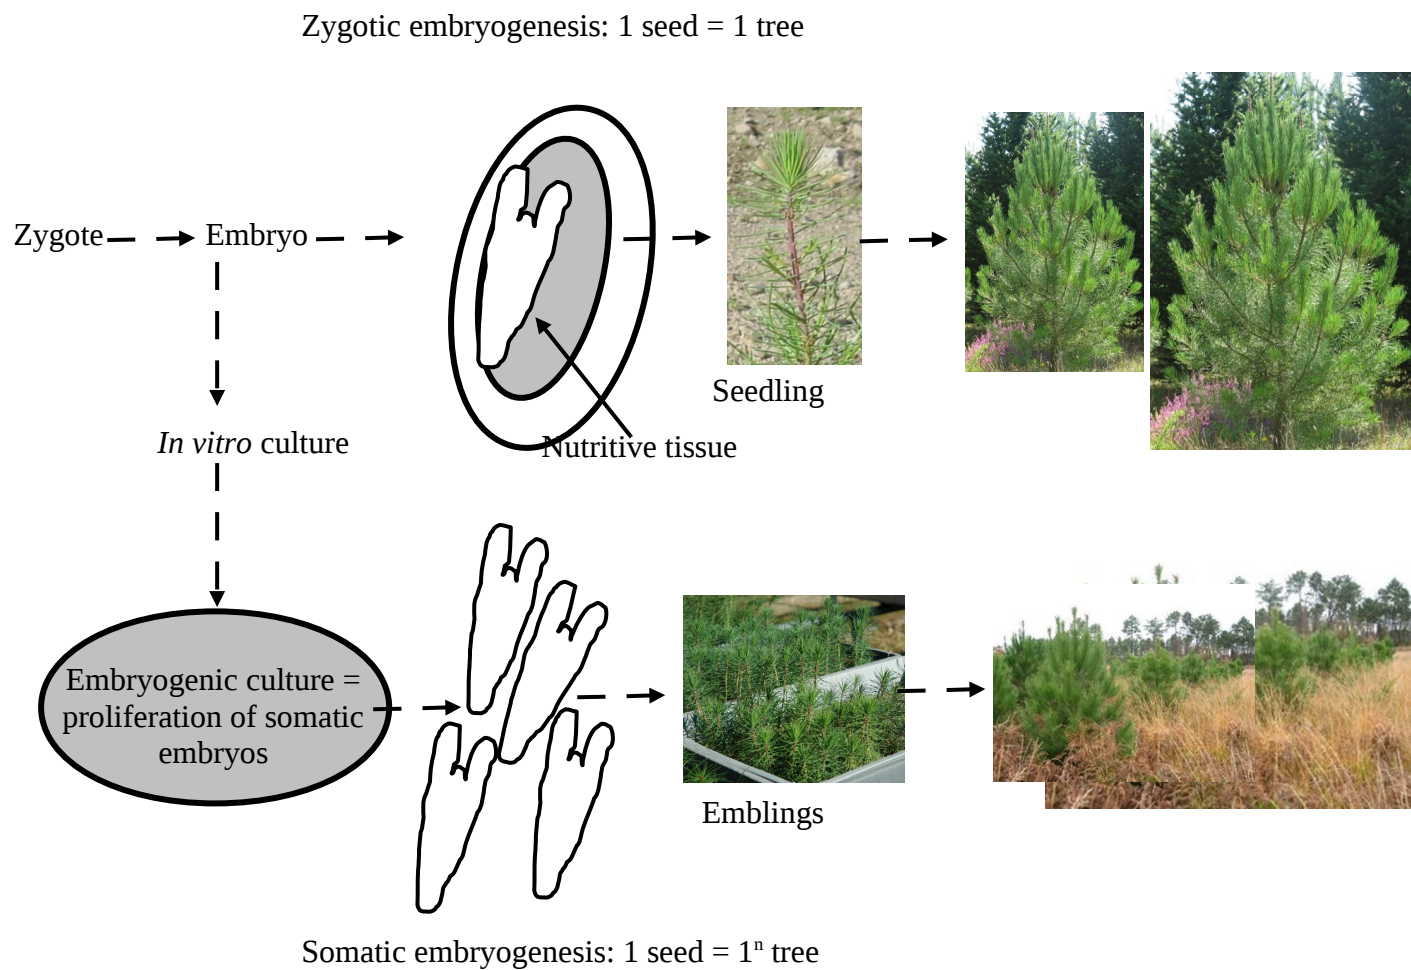 Zygotic embryogenesis: 1 seed = 1 tree
Zygote
Embryo
Seedling
In vitro culture
Nutritive tissue
Embryogenic culture =
proliferation of somatic
embryos
Emblings
Somatic embryogenesis: 1 seed = 1ⁿ tree